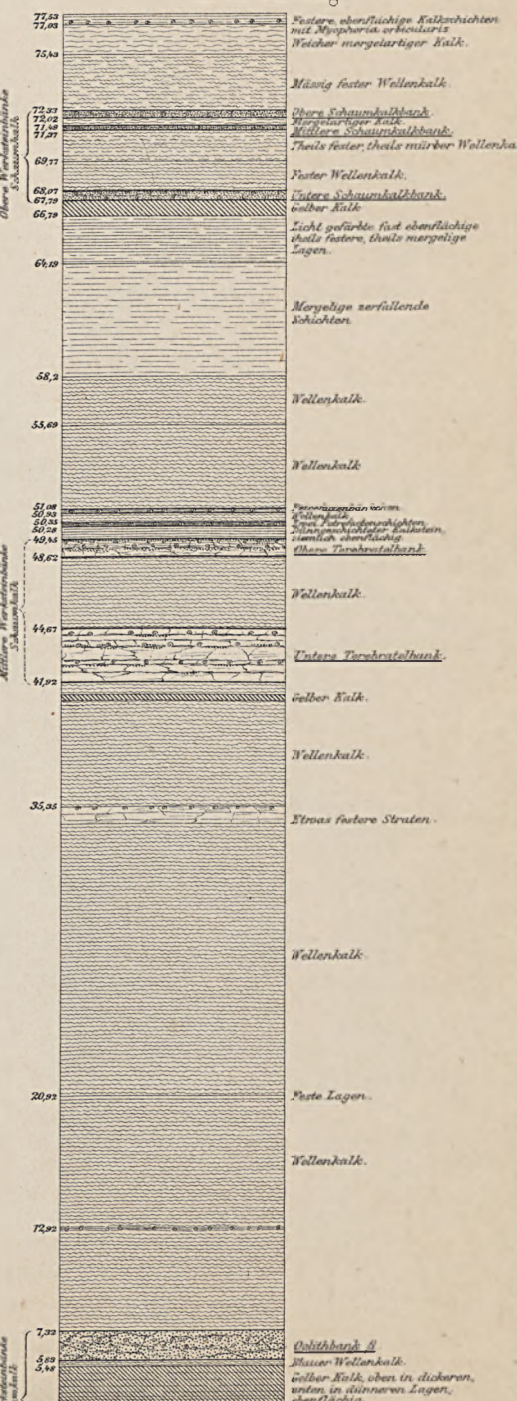 77,53
77,03
Festere, ebenflächige Kalkschichten
mit Myophoria orbicularis
Weicher mergelartiger Kalk.
75,43
Mässig fester Wellenkalk.
Obere Werksteinbänke
Schaumkalk
72,33
72,02
Obere Schaumkalkbank.
Mergelartiger Kalk.
71,49
Mittlere Schaumkalkbank.
Theils fester, theils mürber Wellenka
69,77
Fester Wellenkalk.
68,07
Untere Schaumkalkbank.
67,79
Gelber Kalk
66,79
Licht gefärbte fast ebenflächige
theils festere, theils mergelige
Lagen.
64,19
Mergelige zerfallende
Schichten
58,2
Wellenkalk.
55,69
Wellenkalk
51,08
50,93
Wellenkalk
50,35
Zwei Petrefactenschichten
50,28
Dünngeschichteter Kalkstein,
ziemlich ebenflächig.
49,45
Obere Terebratelbank
48,62
Mittlere Werksteinbänke
Schaumkalk
Wellenkalk.
44,67
Untere Terebratelbank.
41,92
Gelber Kalk.
Wellenkalk.
35,35
Etwas festere Straten.
Wellenkalk
20,92
Feste Lagen.
Wellenkalk.
12,92
7,32
Oolithbank β
5,69
Blauer Wellenkalk.
5,48
Gelber Kalk, oben in dickeren,
unten in dünneren Lagen,
ebenflächig